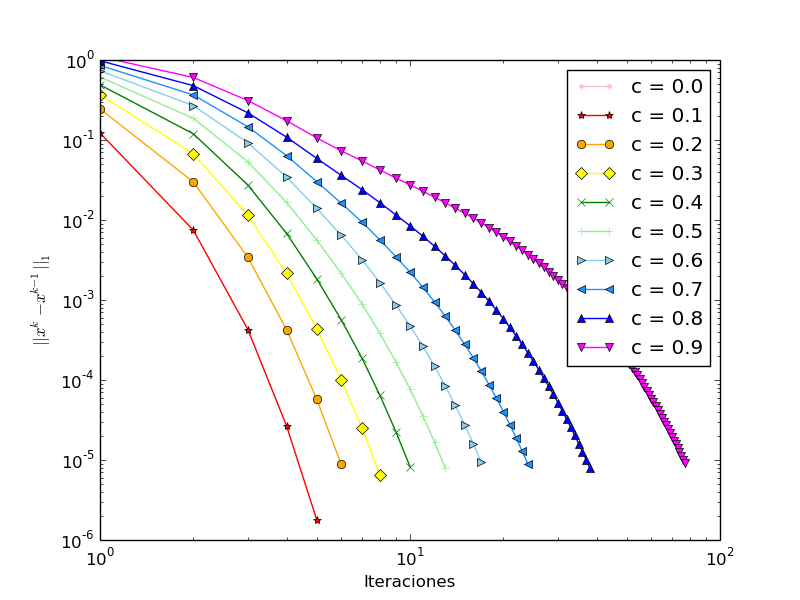 10^0
10^-1
10^-2
10^-3
10^-4
10^-5
10^-6
||x^k − x^{k−1}||_1
c = 0.0
c = 0.1
c = 0.2
c = 0.3
c = 0.4
c = 0.5
c = 0.6
c = 0.7
c = 0.8
c = 0.9
10^0 10^1 10^2
Iteraciones